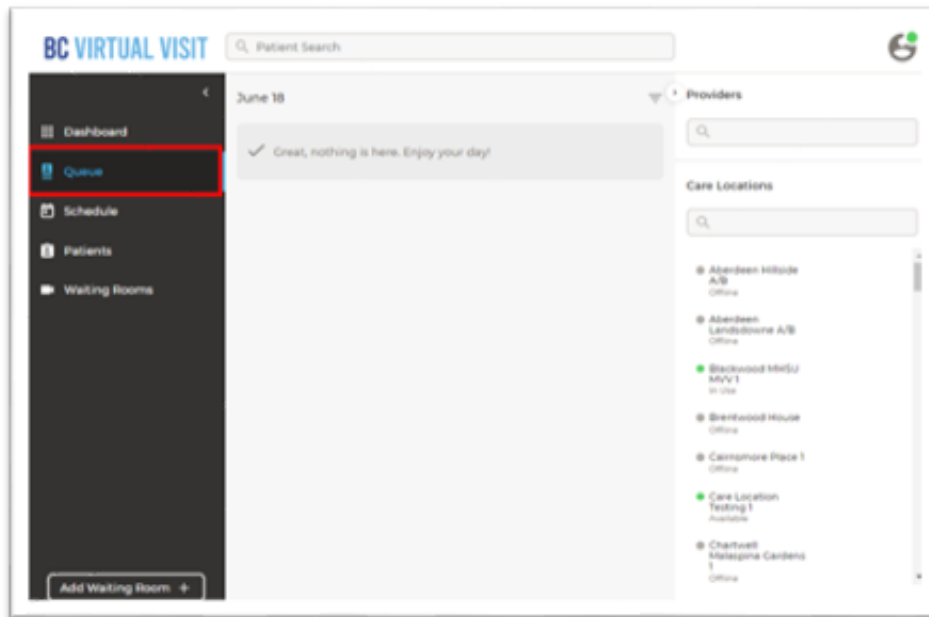 BC VIRTUAL VISIT
Patient Search
Dashboard
Queue
Schedule
Patients
Waiting Rooms
Add Waiting Room +
June 18
Great, nothing is here. Enjoy your day!
Providers
Care Locations
Aberdeen Hillside
A/B
Offline
Aberdeen
Landsdowne A/B
Offline
Blackwood MHSU
MVV 1
In Use
Brentwood House
Offline
Cairnsmore Place 1
Offline
Care Location
Testing 1
Available
Chartwell
Malaspina Gardens
1
Offline